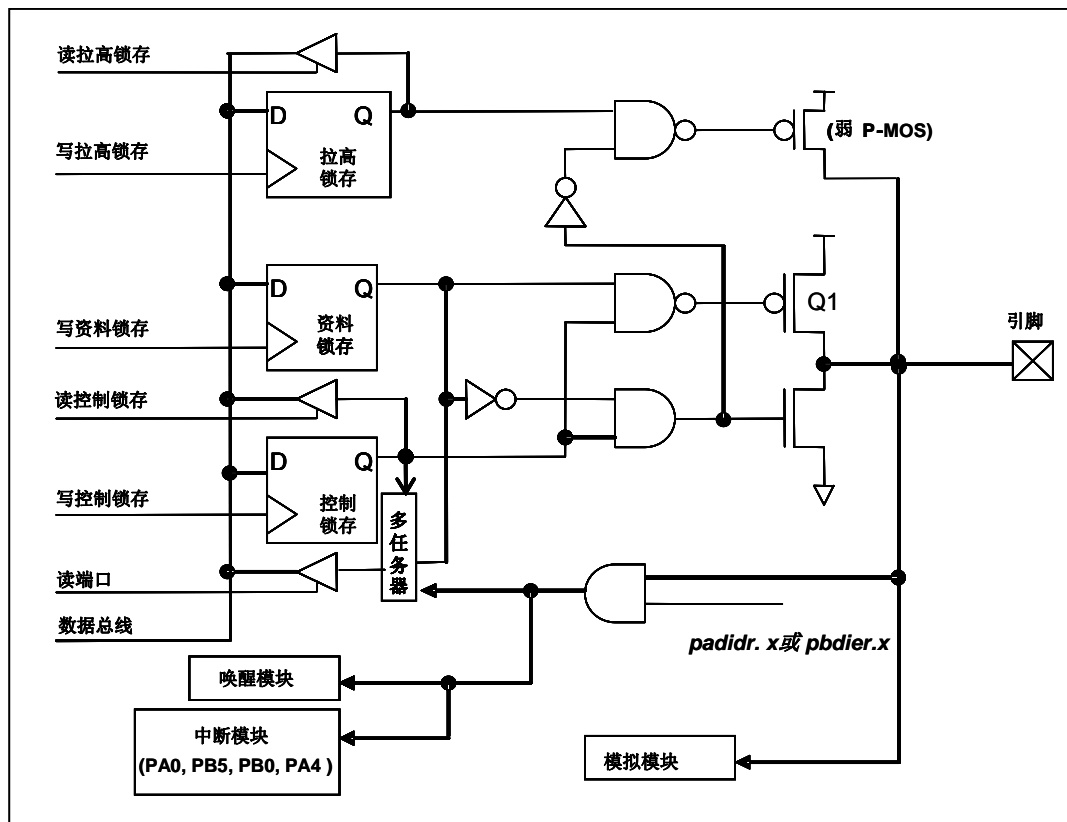 读拉高锁存
D Q
写拉高锁存
拉高
锁存
(弱 P-MOS)
D Q
写资料锁存
资料
锁存
Q1
引脚
读控制锁存
D Q
写控制锁存
控制
锁存
多
任
务
器
读端口
数据总线
padidr. x或 pbdier.x
唤醒模块
中断模块
(PA0, PB5, PB0, PA4 )
模拟模块